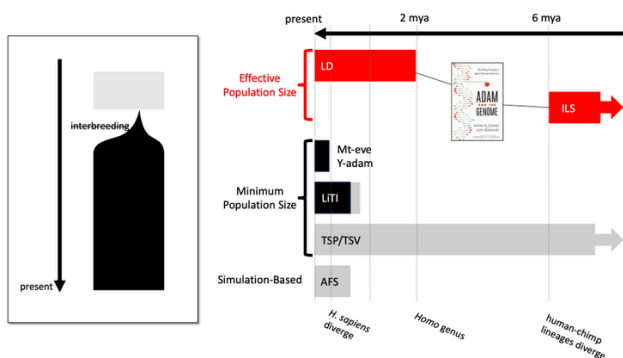 present
2 mya
6 mya
LD
Effective
Population Size
ADAM
AND THE
GENOME
ILS
interbreeding
Mt-eve
Y-adam
Minimum
Population Size
LiTI
TSP/TSV
present
Simulation-Based
AFS
H. sapiens
diverge
Homo genus
human-chimp
lineages diverge